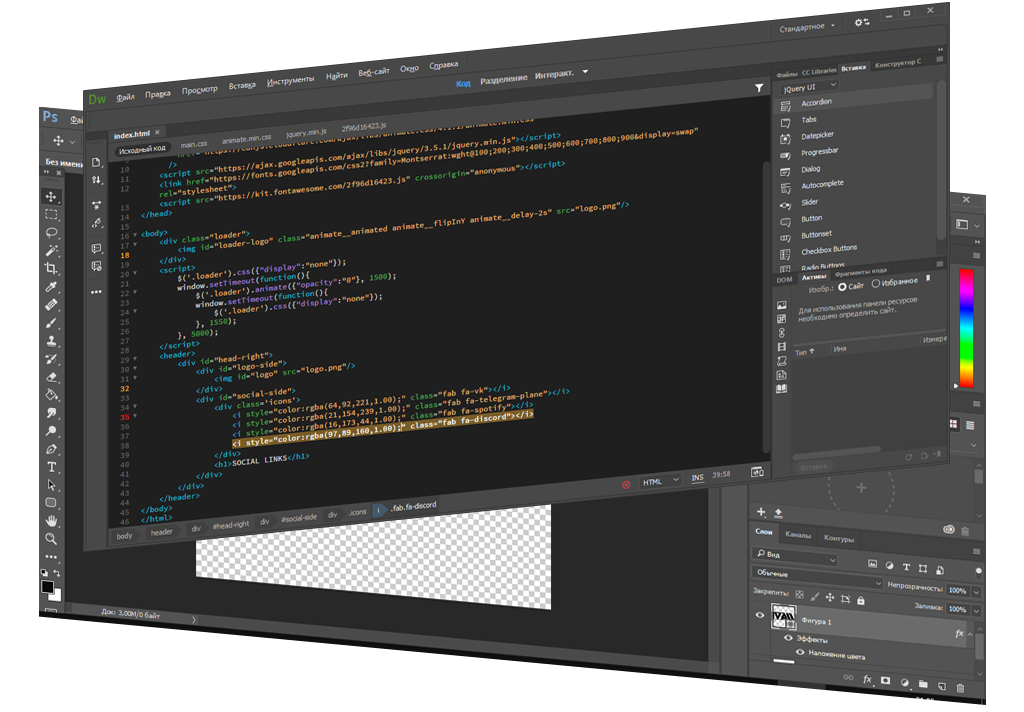 Dw Файл Правка Просмотр Вставка Инструменты Найти Веб-сайт Окно Справка
Стандартное
Код Разделение Интеракт.
Ps
Без имени
index.html ×
Исходный код main.css animate.min.css jquery.min.js 2f96d16423.js
10 />
11 <script src="https://ajax.googleapis.com/ajax/libs/jquery/3.5.1/jquery.min.js"></script>
12 <link href="https://fonts.googleapis.com/css2?family=Montserrat:wght@100;200;300;400;500;600;700;800;900&display=swap"
rel="stylesheet">
13 <script src="https://kit.fontawesome.com/2f96d16423.js" crossorigin="anonymous"></script>
14 </head>
15
16 <body>
17 <div class="loader">
18 <img id="loader-logo" class="animate__animated animate__flipInY animate__delay-2s" src="logo.png"/>
19 </div>
20 <script>
21 $('.loader').css({"display":"none"});
22 window.setTimeout(function(){
23 $('.loader').animate({"opacity":"0"}, 1500);
24 window.setTimeout(function(){
25 $('.loader').css({"display":"none"});
26 }, 1550);
27 }, 5000);
28 </script>
29 <header>
30 <div id="head-right">
31 <div id="logo-side">
32 <img id="logo" src="logo.png"/>
33 </div>
34 <div id="social-side">
35 <div class='icons'>
36 <i style="color:rgba(64,92,221,1.00);" class="fab fa-vk"></i>
37 <i style="color:rgba(21,154,239,1.00);" class="fab fa-telegram-plane"></i>
38 <i style="color:rgba(16,173,44,1.00);" class="fab fa-spotify"></i>
39 <i style="color:rgba(97,89,160,1.00);" class="fab fa-discord"></i>
40 </div>
41 <h1>SOCIAL LINKS</h1>
42 </div>
43 </div>
44 </header>
45 </body>
46 </html>
body header div #head-right div #social-side div .icons i .fab.fa-discord
HTML INS 39:58
Файлы CC Libraries Вставка Конструктор C
jQuery UI
Accordion
Tabs
Datepicker
Progressbar
Dialog
Autocomplete
Slider
Button
Buttonset
Checkbox Buttons
Radio Buttons
DOM Активы Фрагменты кода
Изобр.: Сайт Избранное
Для использования панели ресурсов
необходимо определить сайт.
Тип Имя Измере
Вставка
Док: 3,00M/0 байт
Слои Каналы Контуры
Вид
Обычные Непрозрачность: 100%
Закрепить: Заливка: 100%
Фигура 1 fx
Эффекты
Наложение цвета
fx